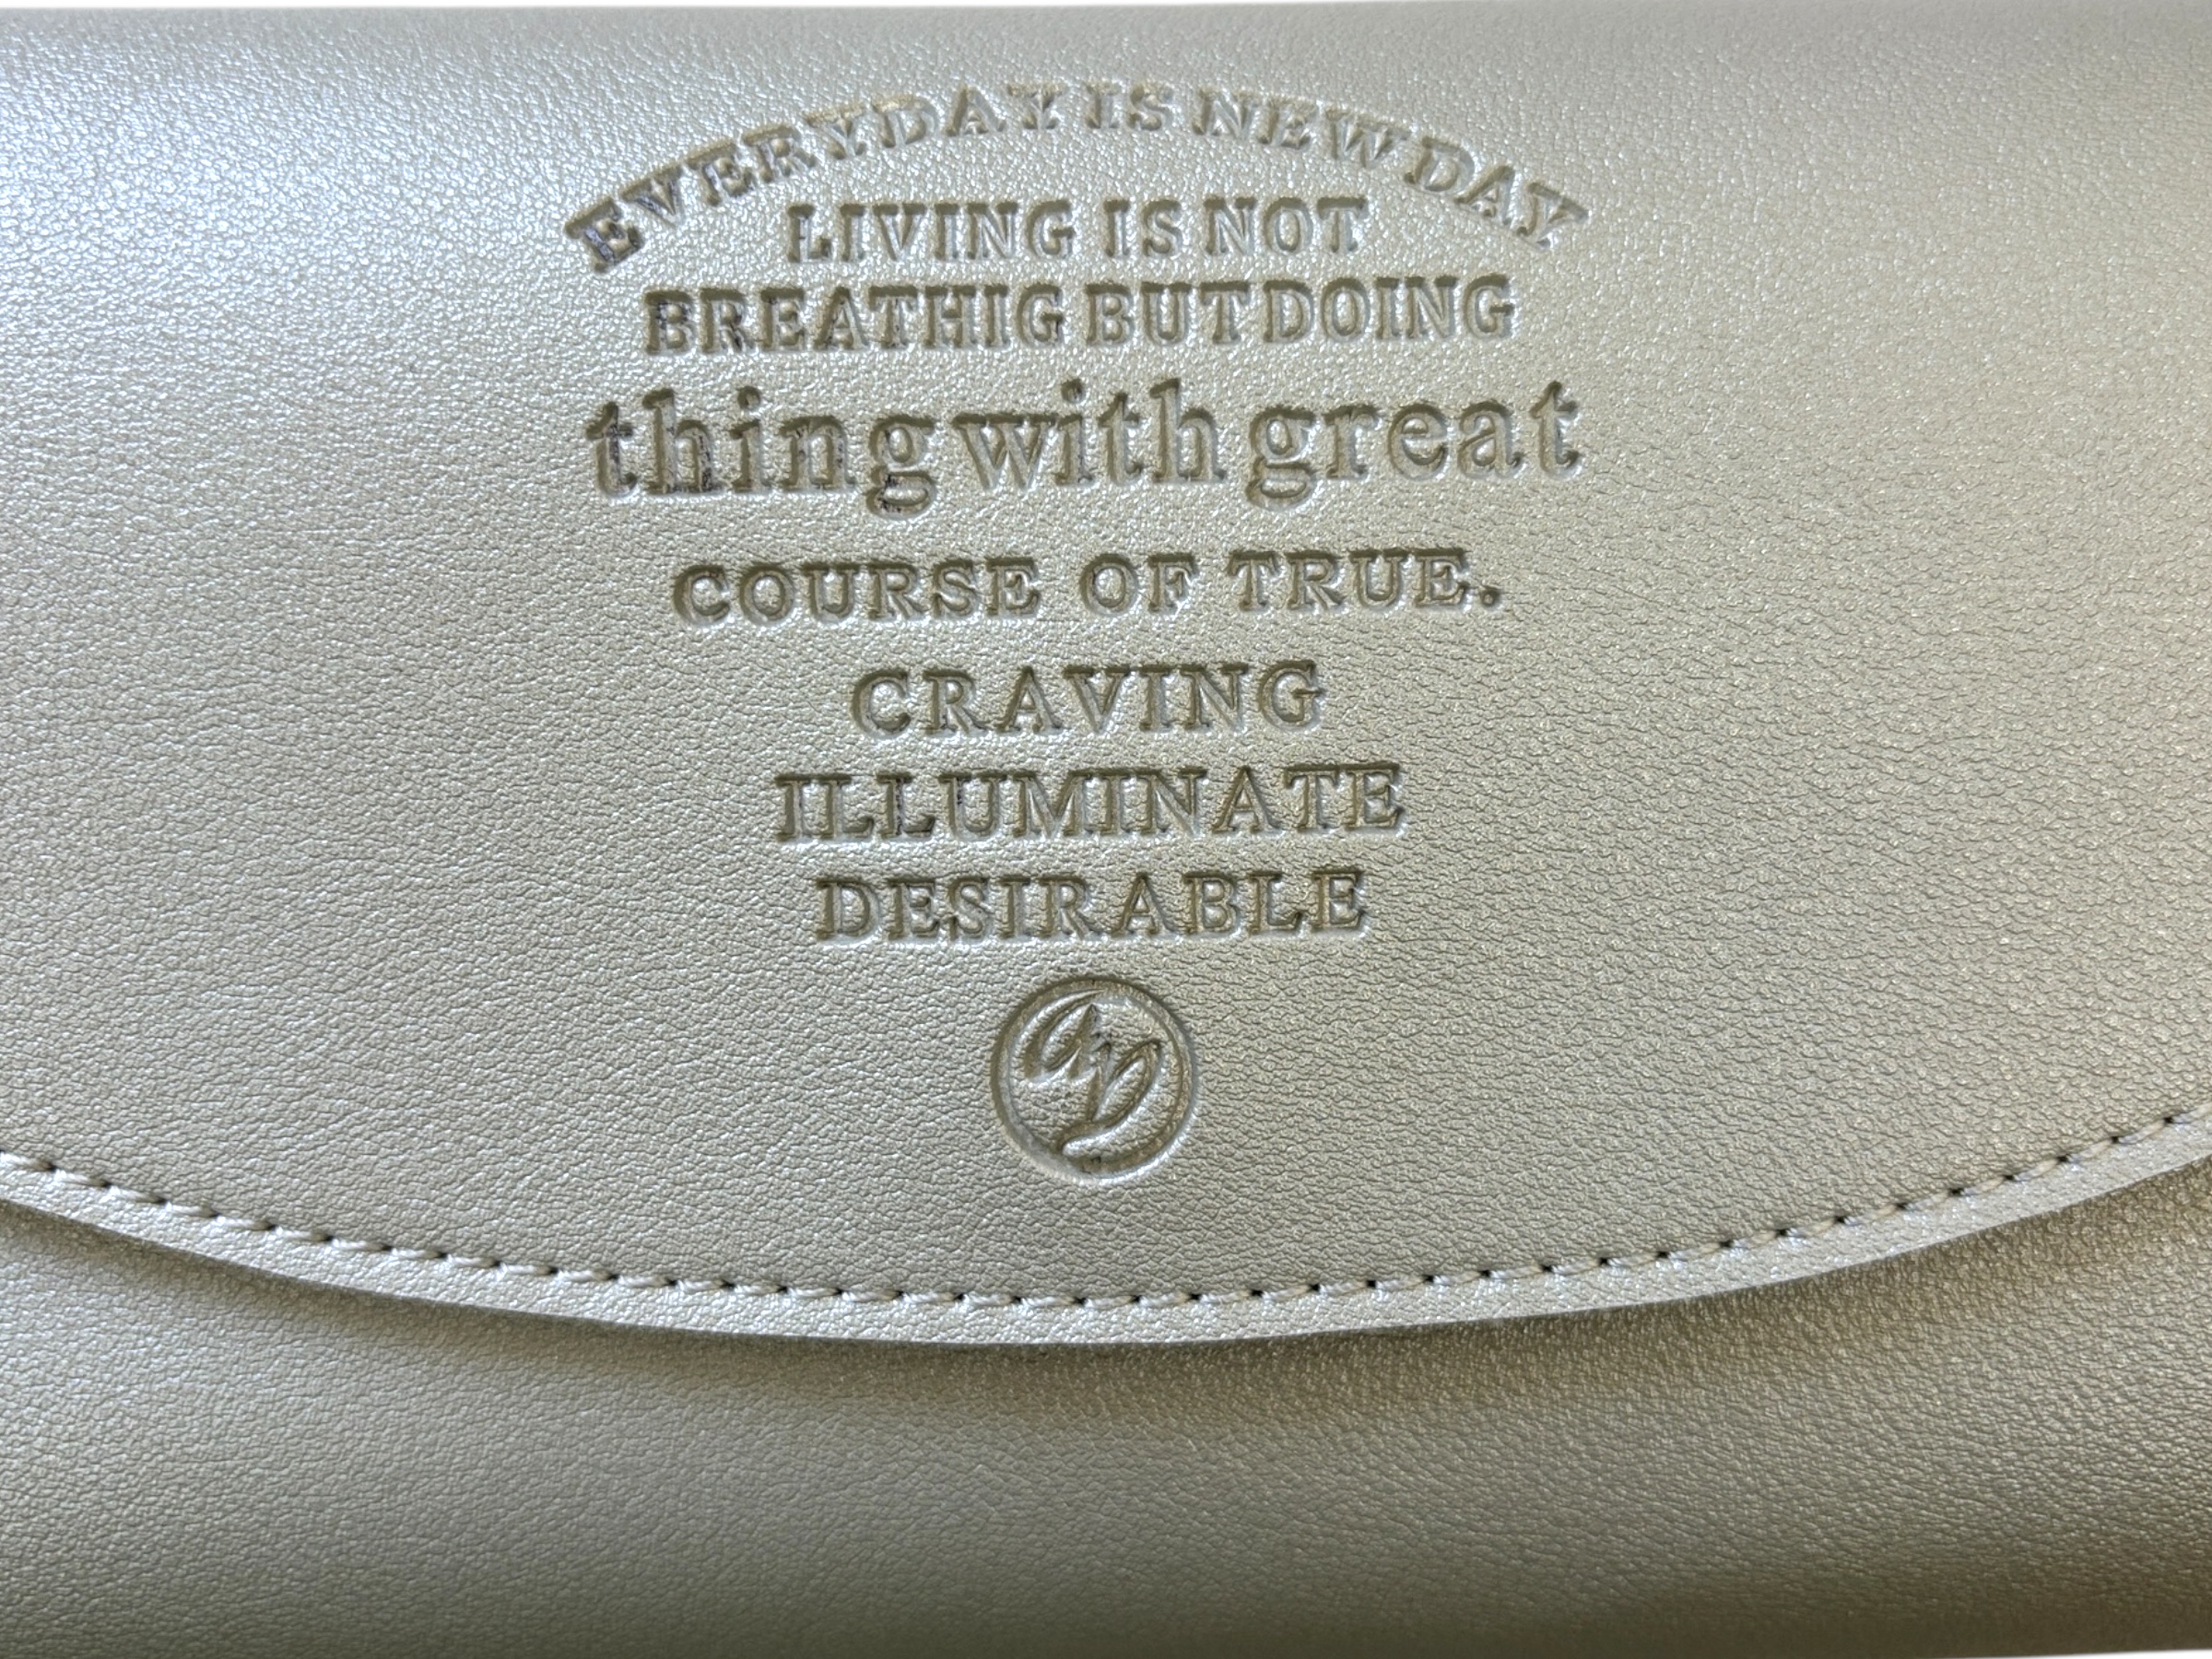 EVERYDAY IS NEW DAY
LIVING IS NOT
BREATHIG BUT DOING
thing with great
COURSE OF TRUE.
CRAVING
ILLUMINATE
DESIRABLE